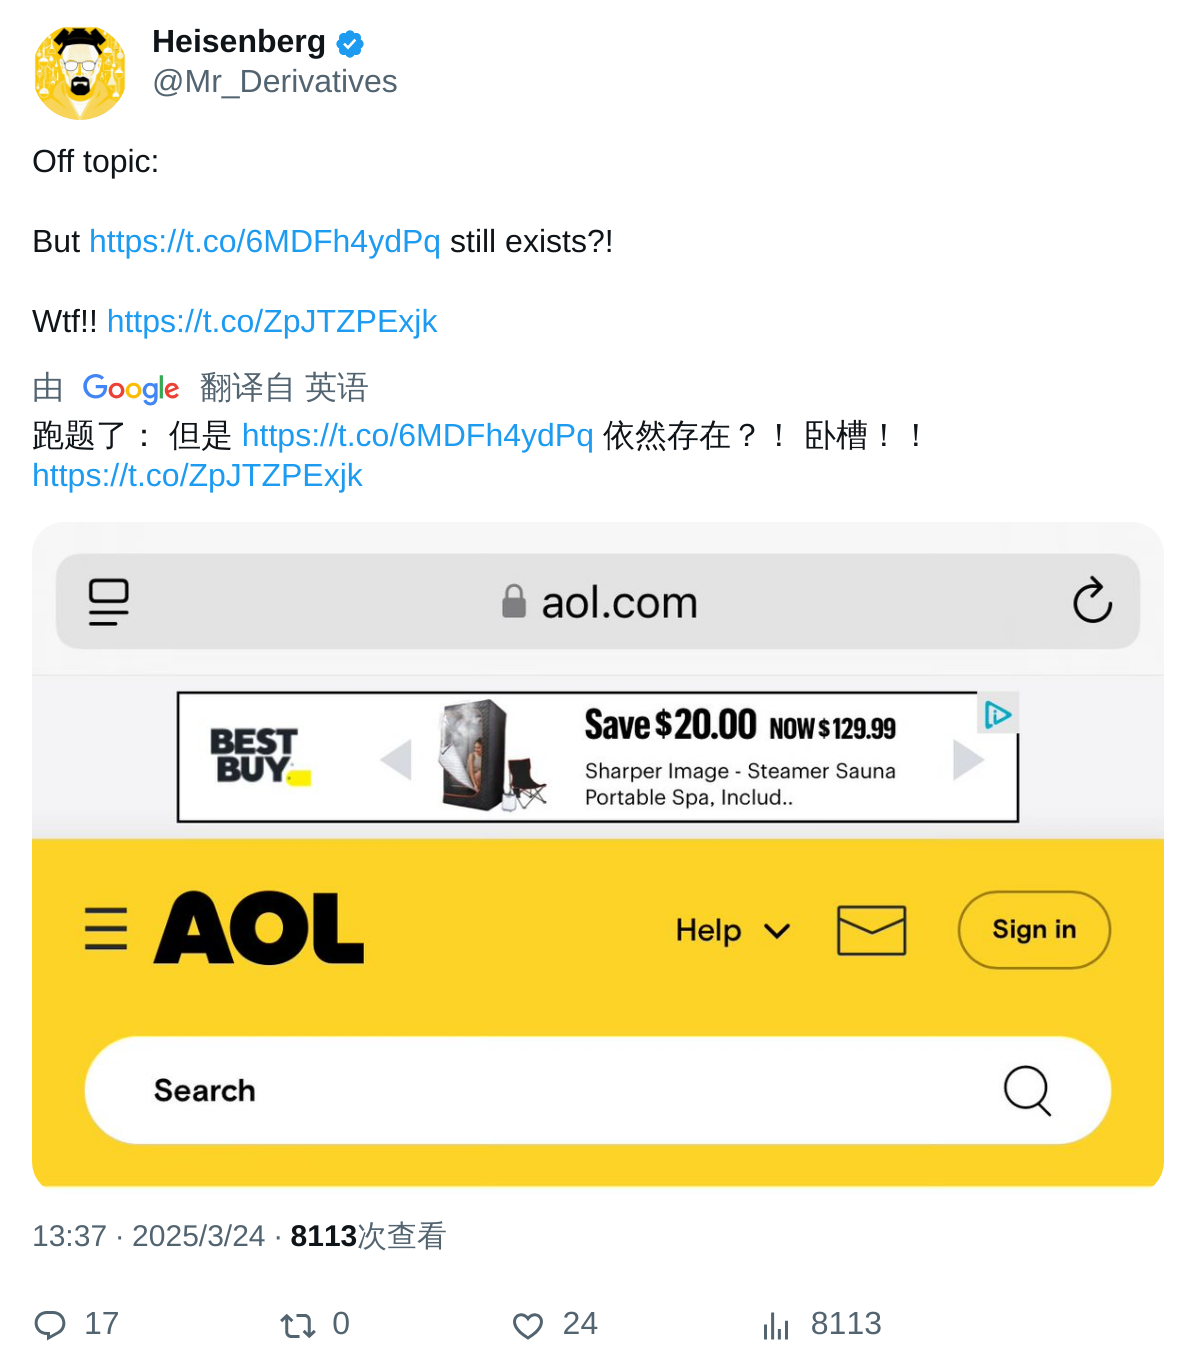 Heisenberg
@Mr_Derivatives
Off topic:
But https://t.co/6MDFh4ydPq still exists?!
Wtf!! https://t.co/ZpJTZPExjk
由 Google 翻译自 英语
跑题了： 但是 https://t.co/6MDFh4ydPq 依然存在？！ 卧槽！！
https://t.co/ZpJTZPExjk
aol.com
BEST
BUY
Save $20.00 NOW $129.99
Sharper Image - Steamer Sauna
Portable Spa, Includ..
AOL
Help
Sign in
Search
13:37 · 2025/3/24 · 8113次查看
17 0 24 8113